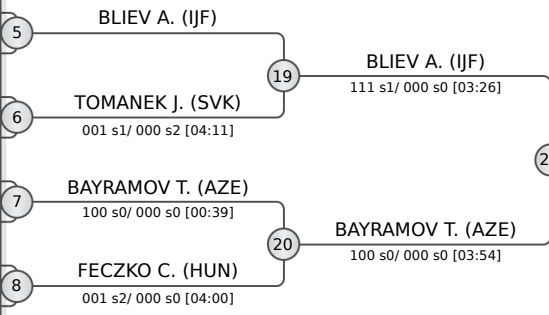 BLIEV A. (IJF)
5
19
BLIEV A. (IJF)
111 s1/ 000 s0 [03:26]
TOMANEK J. (SVK)
6
001 s1/ 000 s2 [04:11]
BAYRAMOV T. (AZE)
7
100 s0/ 000 s0 [00:39]
20
BAYRAMOV T. (AZE)
100 s0/ 000 s0 [03:54]
FECZKO C. (HUN)
8
001 s2/ 000 s0 [04:00]